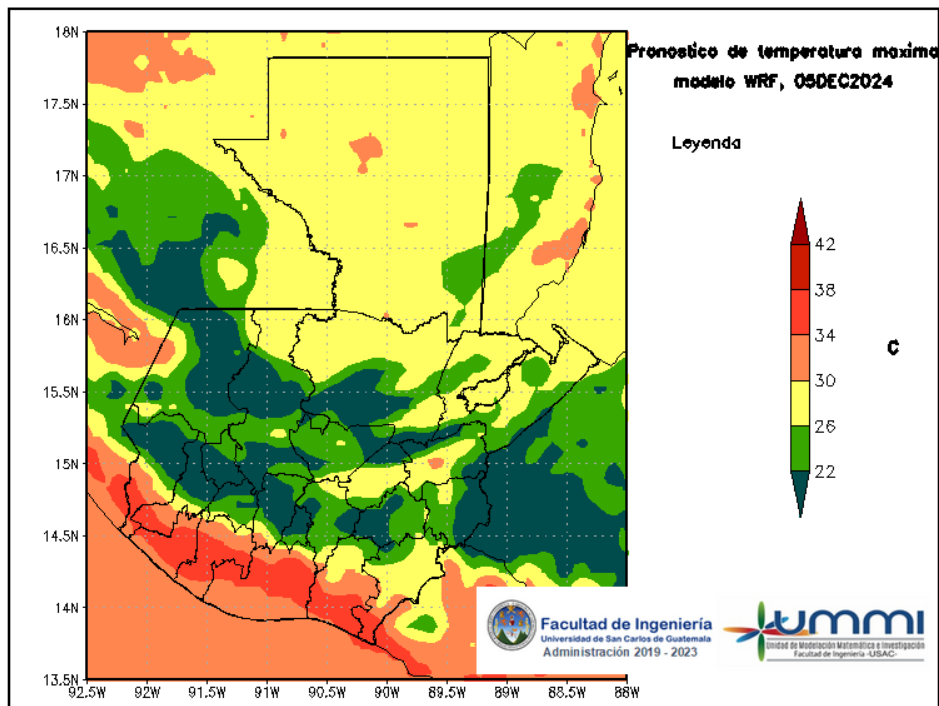 Pronostico de temperatura maxima
modelo WRF, 05DEC2024
Leyenda
42
38
34
30
26
22
C
18N
17.5N
17N
16.5N
16N
15.5N
15N
14.5N
14N
13.5N
92.5W 92W 91.5W 91W 90.5W 90W 89.5W 89W 88.5W 88W
Facultad de Ingeniería
Universidad de San Carlos de Guatemala
Administración 2019 - 2023
ummi
Unidad de Modelación Matemática e Investigación
Facultad de Ingeniería -USAC-